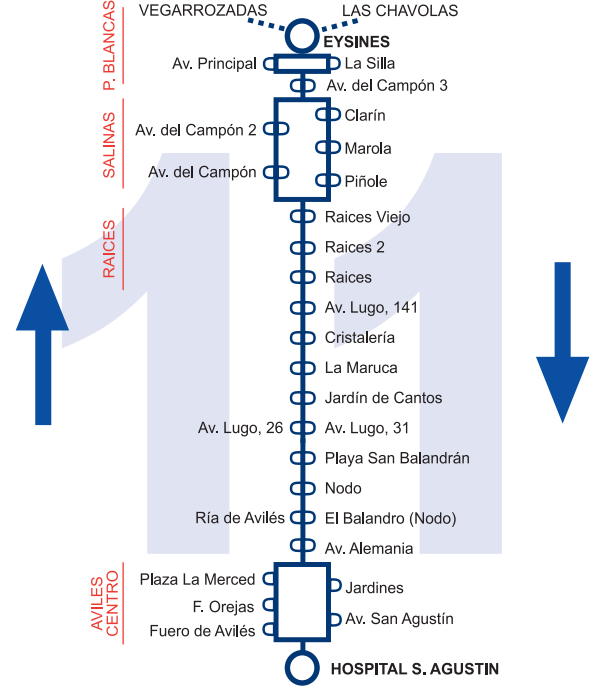 VEGARROZADAS
LAS CHAVOLAS
P. BLANCAS
EYSINES
Av. Principal
La Silla
Av. del Campón 3
SALINAS
Clarín
Av. del Campón 2
Marola
Av. del Campón
Piñole
RAICES
Raices Viejo
Raices 2
Raices
11
Av. Lugo, 141
Cristalería
La Maruca
Jardín de Cantos
Av. Lugo, 26
Av. Lugo, 31
Playa San Balandrán
Nodo
Ría de Avilés
El Balandro (Nodo)
Av. Alemania
AVILES
CENTRO
Plaza La Merced
Jardines
F. Orejas
Av. San Agustín
Fuero de Avilés
HOSPITAL S. AGUSTIN